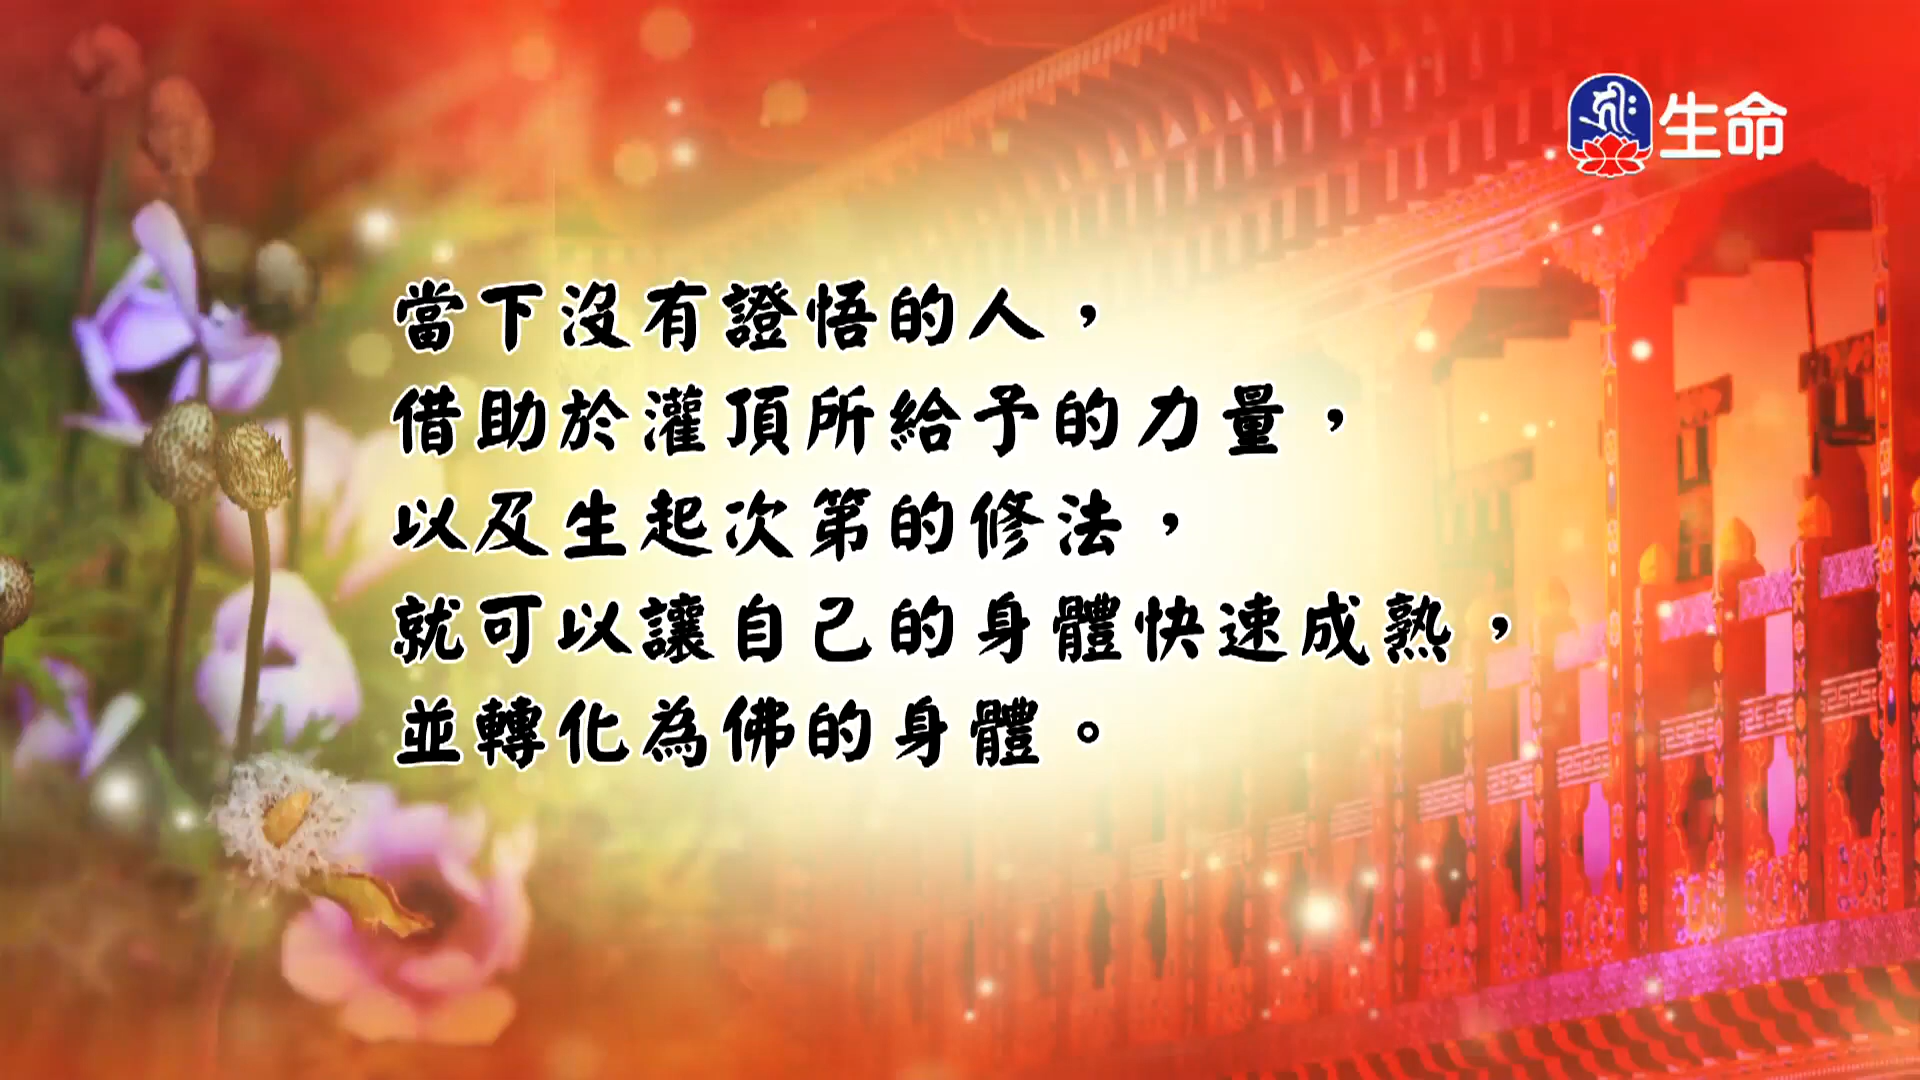 生命
當下沒有證悟的人，
借助於灌頂所給予的力量，
以及生起次第的修法，
就可以讓自己的身體快速成熟，
並轉化為佛的身體。